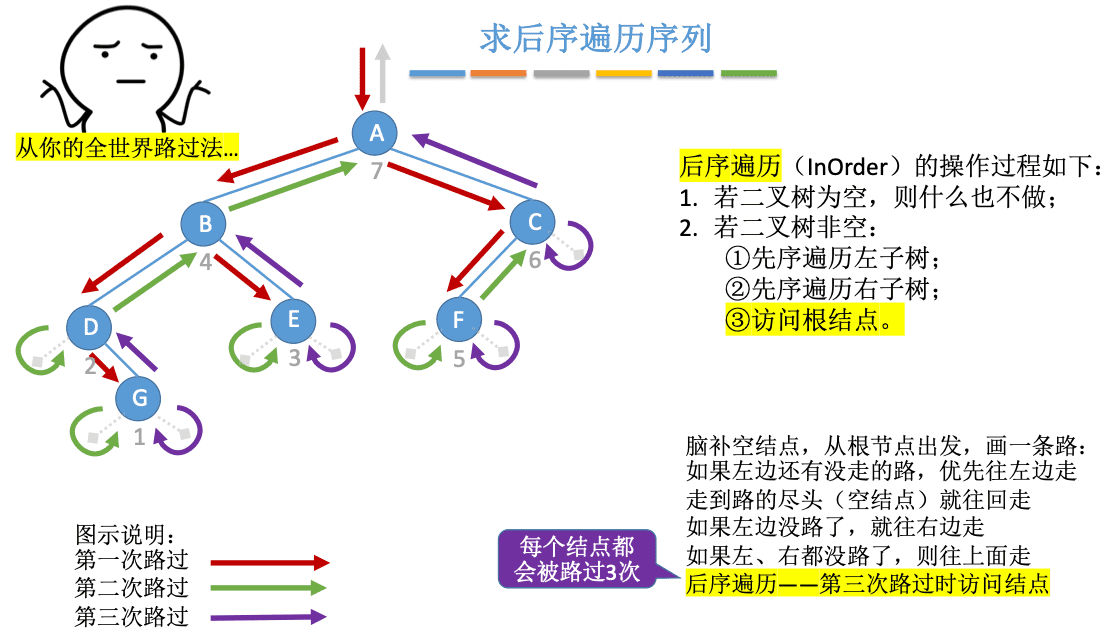 求后序遍历序列
从你的全世界路过法...
A
7
B
4
C
6
D
2
E
3
F
5
G
1
后序遍历（InOrder）的操作过程如下：
1. 若二叉树为空，则什么也不做；
2. 若二叉树非空：
①先序遍历左子树；
②先序遍历右子树；
③访问根结点。
脑补空结点，从根节点出发，画一条路：
如果左边还有没走的路，优先往左边走
走到路的尽头（空结点）就往回走
如果左边没路了，就往右边走
如果左、右都没路了，则往上面走
后序遍历——第三次路过时访问结点
每个结点都
会被路过3次
图示说明：
第一次路过
第二次路过
第三次路过